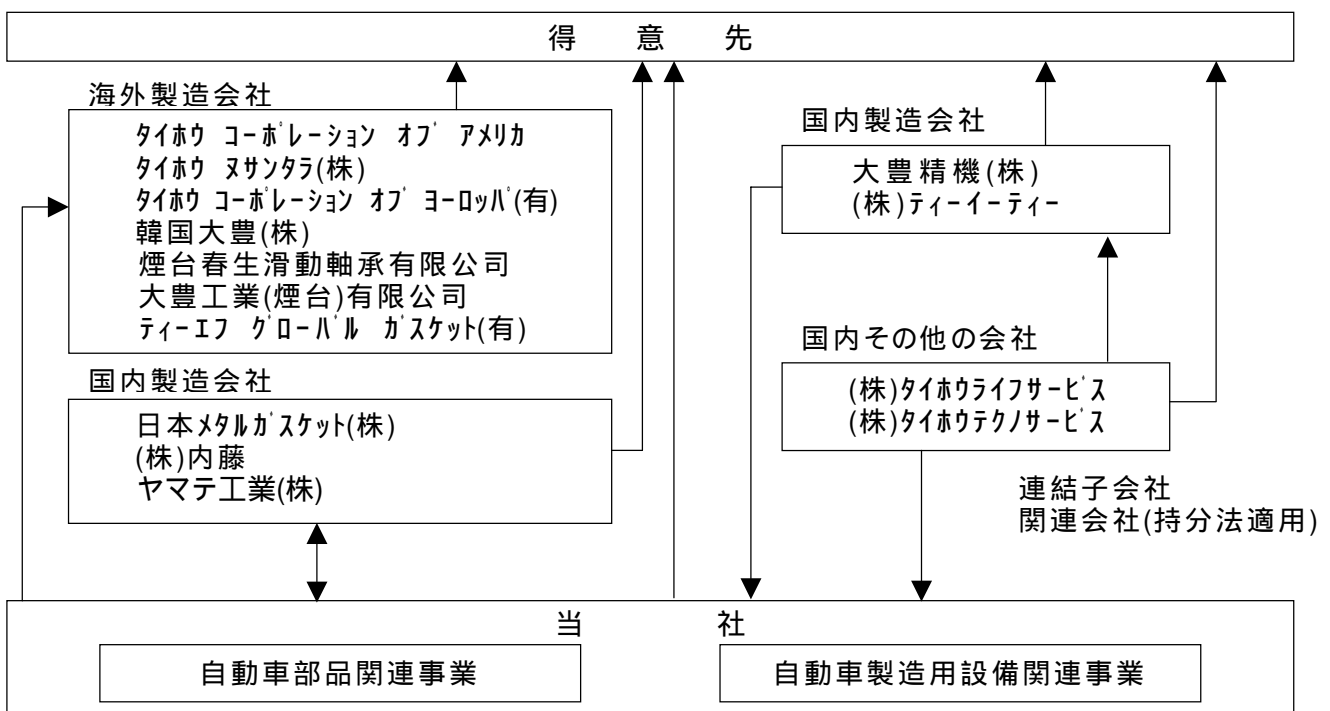 得 意 先
海外製造会社
ﾀｲﾎｳ ｺｰﾎﾟﾚｰｼｮﾝ ｵﾌﾞ ｱﾒﾘｶ
ﾀｲﾎｳ ﾇｻﾝﾀﾗ(株)
ﾀｲﾎｳ ｺｰﾎﾟﾚｰｼｮﾝ ｵﾌﾞ ﾖｰﾛｯﾊﾟ(有)
韓国大豊(株)
煙台春生滑動軸承有限公司
大豊工業(煙台)有限公司
ﾃｨｰｴﾌ ｸﾞﾛｰﾊﾞﾙ ｶﾞｽｹｯﾄ(有)
国内製造会社
日本ﾒﾀﾙｶﾞｽｹｯﾄ(株)
(株)内藤
ヤマテ工業(株)
国内製造会社
大豊精機(株)
(株)ティーイーティー
国内その他の会社
(株)ﾀｲﾎｳﾗｲﾌｻｰﾋﾞｽ
(株)ﾀｲﾎｳﾃｸﾉｻｰﾋﾞｽ
連結子会社
関連会社(持分法適用)
当 社
自動車部品関連事業
自動車製造用設備関連事業